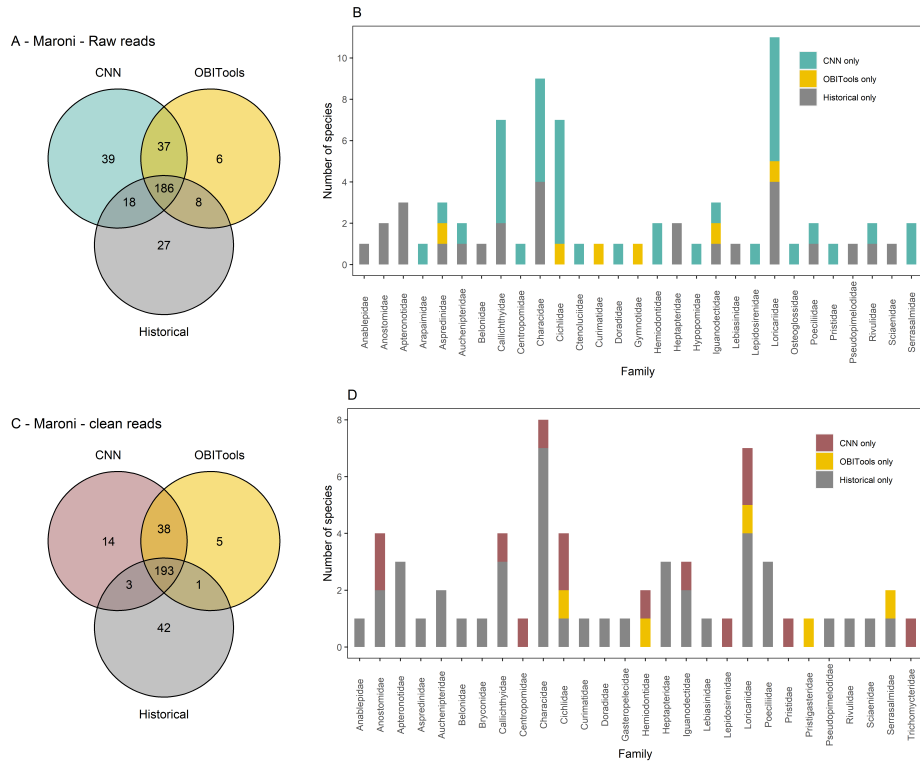 A - Maroni - Raw reads
CNN
OBITools
39
37
6
186
18
8
27
Historical
B
Number of species
10
8
6
4
2
0
CNN only
OBITools only
Historical only
Anablepidae
Anostomidae
Apteronotidae
Arapaimidae
Aspredinidae
Auchenipteridae
Belonidae
Callichthyidae
Centropomidae
Characidae
Cichlidae
Ctenoluciidae
Curimatidae
Doradidae
Gymnotidae
Hemiodontidae
Heptapteridae
Hypopomidae
Iguanodectidae
Lebiasinidae
Lepidosirenidae
Loricariidae
Osteoglossidae
Poeciliidae
Pristidae
Pseudopimelodidae
Rivulidae
Sciaenidae
Serrasalmidae
Family
C - Maroni - clean reads
CNN
OBITools
14
38
5
193
3
1
42
Historical
D
Number of species
8
6
4
2
0
CNN only
OBITools only
Historical only
Anablepidae
Anostomidae
Apteronotidae
Aspredinidae
Auchenipteridae
Belonidae
Bryconidae
Callichthyidae
Centropomidae
Characidae
Cichlidae
Curimatidae
Doradidae
Gasteropelecidae
Hemiodontidae
Heptapteridae
Iguanodectidae
Lebiasinidae
Lepidosirenidae
Loricariidae
Poeciliidae
Pristidae
Pristigasteridae
Pseudopimelodidae
Rivulidae
Sciaenidae
Serrasalmidae
Trichomycteridae
Family